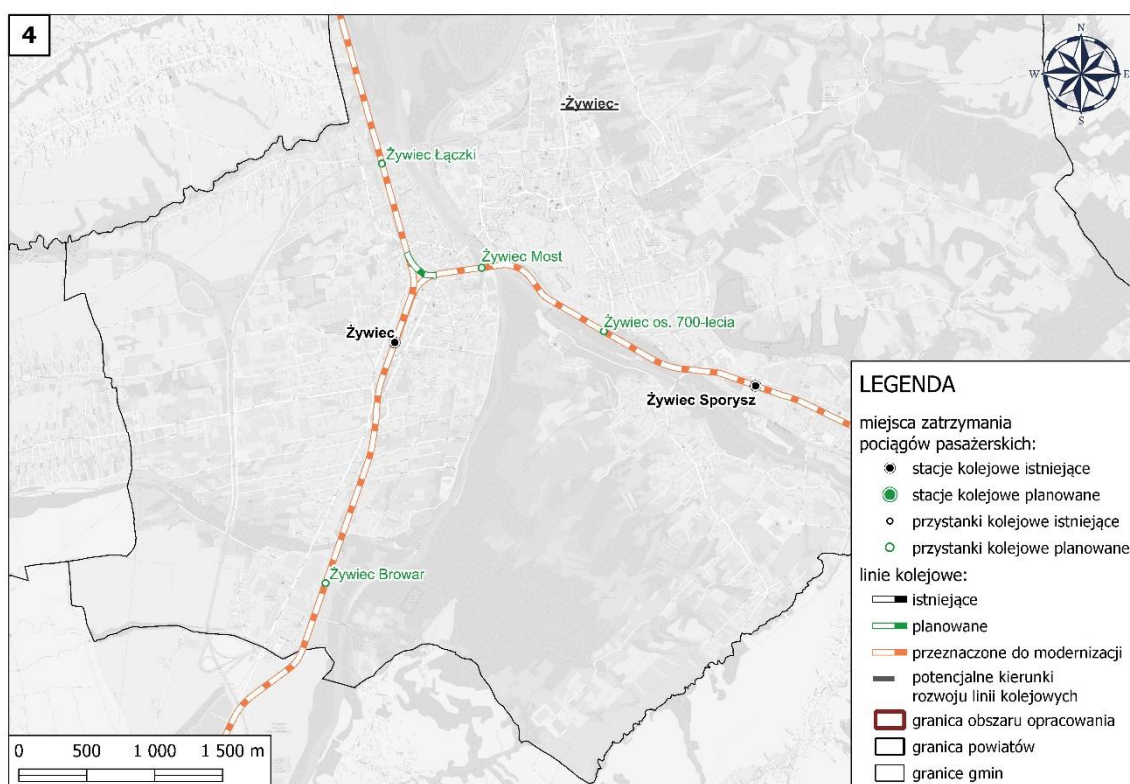 4
N
W
E
S
-Żywiec-
Żywiec Łączki
Żywiec Most
Żywiec os. 700-lecia
Żywiec
Żywiec Sporysz
Żywiec Browar
LEGENDA
miejsca zatrzymania
pociągów pasażerskich:
stacje kolejowe istniejące
stacje kolejowe planowane
przystanki kolejowe istniejące
przystanki kolejowe planowane
linie kolejowe:
istniejące
planowane
przeznaczone do modernizacji
potencjalne kierunki
rozwoju linii kolejowych
granica obszaru opracowania
granica powiatów
granice gmin
0 500 1 000 1 500 m